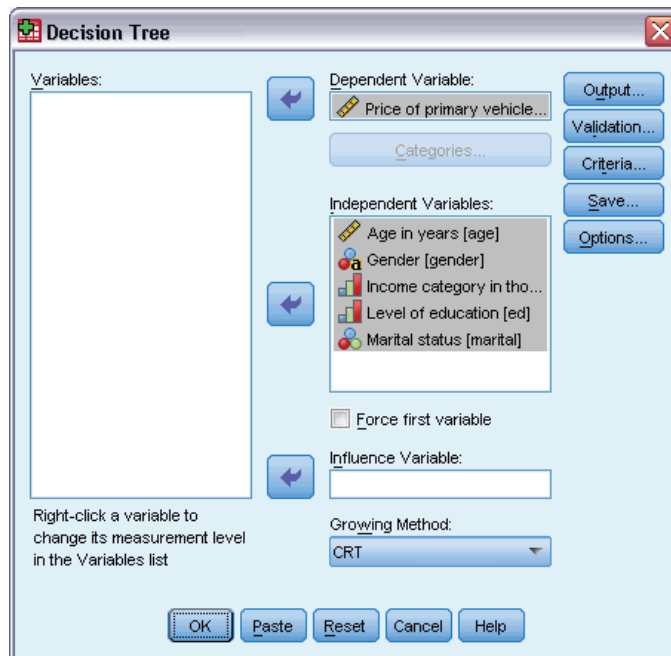 Decision Tree
Variables:
Right-click a variable to
change its measurement level
in the Variables list
Dependent Variable:
Price of primary vehicle...
Categories...
Independent Variables:
Age in years [age]
Gender [gender]
Income category in tho...
Level of education [ed]
Marital status [marital]
Force first variable
Influence Variable:
Growing Method:
CRT
Output...
Validation...
Criteria...
Save...
Options...
OK
Paste
Reset
Cancel
Help